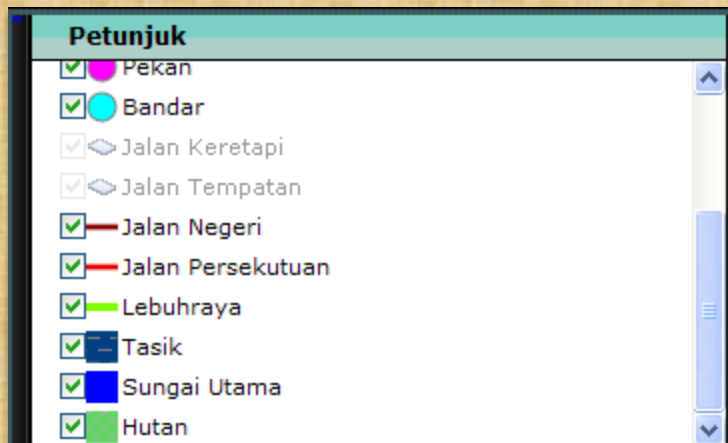 Petunjuk
Pekan
Bandar
Jalan Keretapi
Jalan Tempatan
Jalan Negeri
Jalan Persekutuan
Lebuhraya
Tasik
Sungai Utama
Hutan